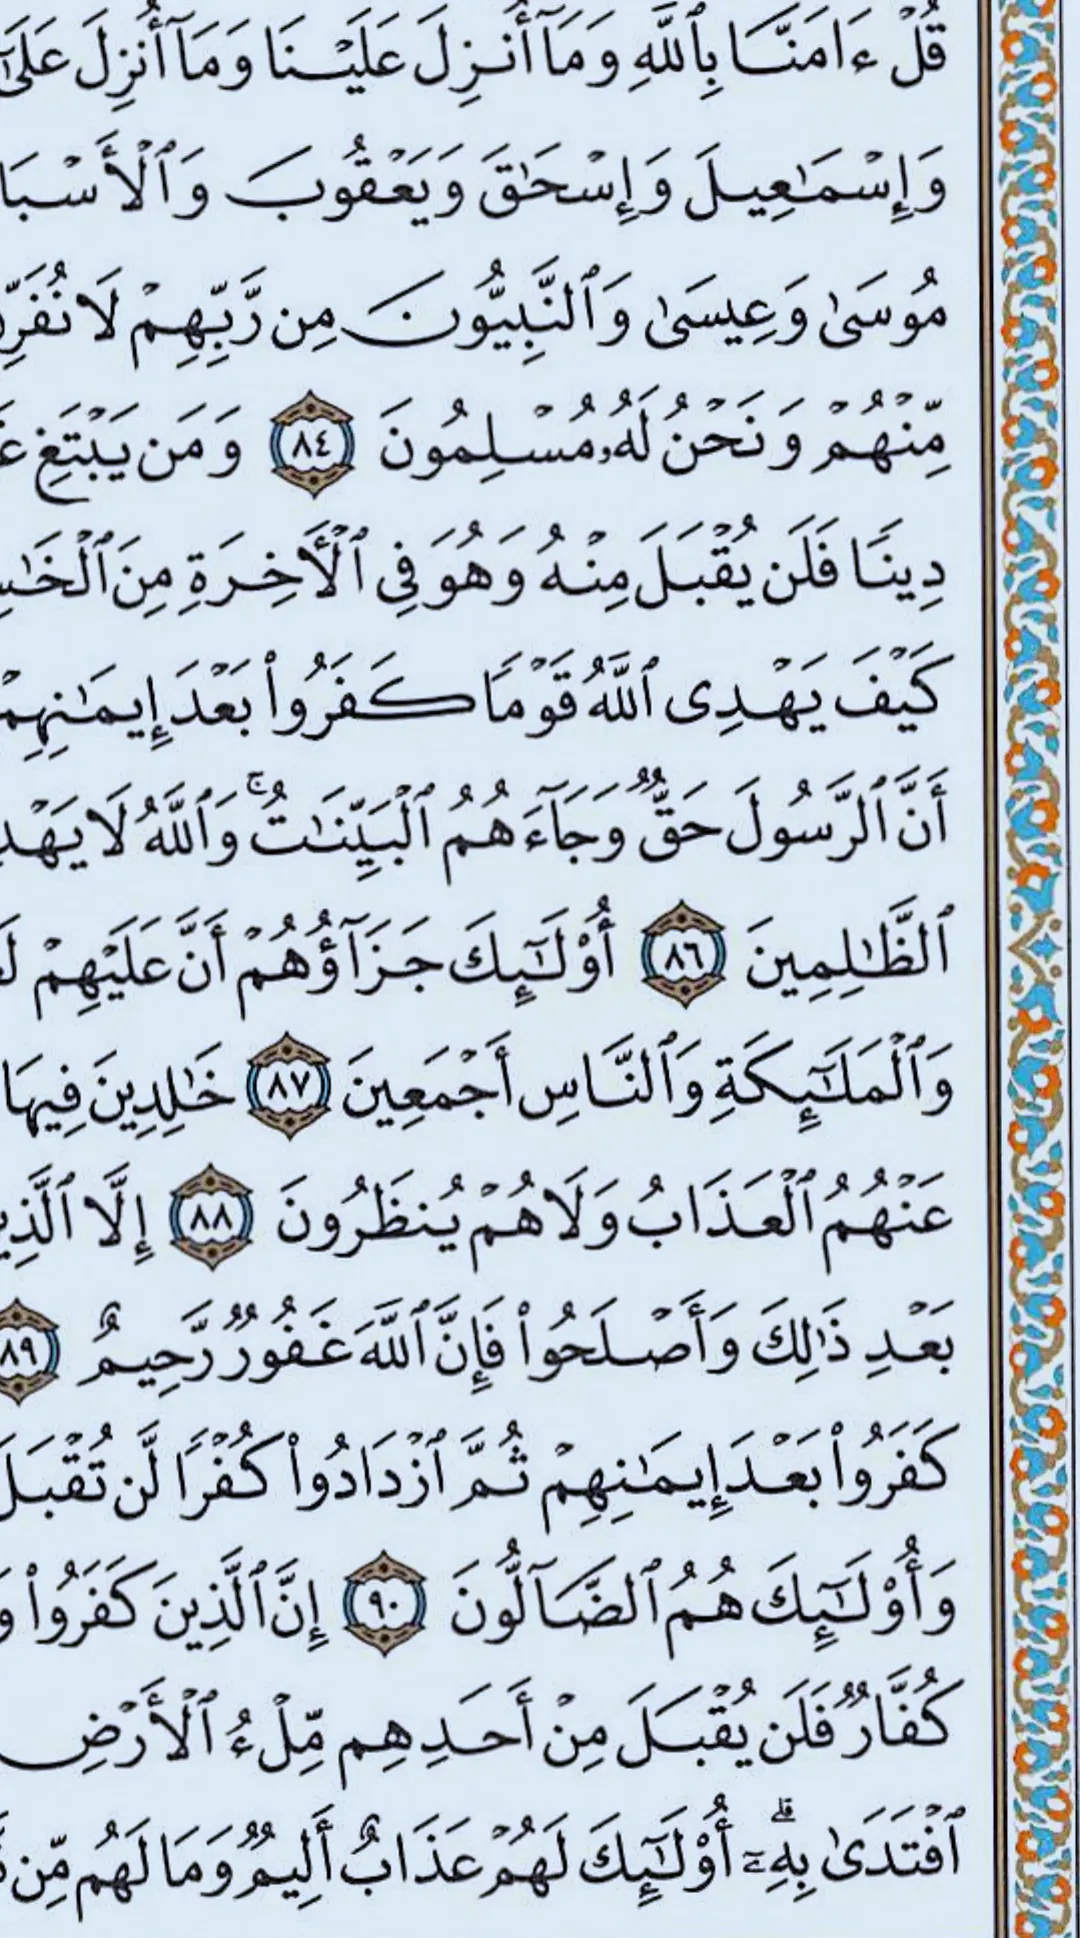 قُلْ ءَامَنَّا بِٱللَّهِ وَمَآ أُنزِلَ عَلَيْنَا وَمَآ أُنزِلَ عَلَىٰٓ
وَإِسْمَٰعِيلَ وَإِسْحَٰقَ وَيَعْقُوبَ وَٱلْأَسْبَا
مُوسَىٰ وَعِيسَىٰ وَٱلنَّبِيُّونَ مِن رَّبِّهِمْ لَا نُفَرِّ
مِّنْهُمْ وَنَحْنُ لَهُۥ مُسْلِمُونَ ٨٤ وَمَن يَبْتَغِ
دِينًا فَلَن يُقْبَلَ مِنْهُ وَهُوَ فِى ٱلْأَخِرَةِ مِنَ ٱلْخَٰسِ
كَيْفَ يَهْدِى ٱللَّهُ قَوْمًا كَفَرُوا۟ بَعْدَ إِيمَٰنِهِمْ
أَنَّ ٱلرَّسُولَ حَقٌّ وَجَآءَهُمُ ٱلْبَيِّنَٰتُ ۚ وَٱللَّهُ لَا يَهْدِ
ٱلظَّٰلِمِينَ ٨٦ أُو۟لَٰٓئِكَ جَزَآؤُهُمْ أَنَّ عَلَيْهِمْ
وَٱلْمَلَٰٓئِكَةِ وَٱلنَّاسِ أَجْمَعِينَ ٨٧ خَٰلِدِينَ فِيهَا
عَنْهُمُ ٱلْعَذَابُ وَلَا هُمْ يُنظَرُونَ ٨٨ إِلَّا ٱلَّذِي
بَعْدِ ذَٰلِكَ وَأَصْلَحُوا۟ فَإِنَّ ٱللَّهَ غَفُورٌ رَّحِيمٌ ٨٩
كَفَرُوا۟ بَعْدَ إِيمَٰنِهِمْ ثُمَّ ٱزْدَادُوا۟ كُفْرًا لَّن تُقْبَلَ
وَأُو۟لَٰٓئِكَ هُمُ ٱلضَّآلُّونَ ٩٠ إِنَّ ٱلَّذِينَ كَفَرُوا۟ وَ
كُفَّارٌ فَلَن يُقْبَلَ مِنْ أَحَدِهِم مِّلْءُ ٱلْأَرْضِ
ٱفْتَدَىٰ بِهِۦٓ ۗ أُو۟لَٰٓئِكَ لَهُمْ عَذَابٌ أَلِيمٌ وَمَا لَهُم مِّن